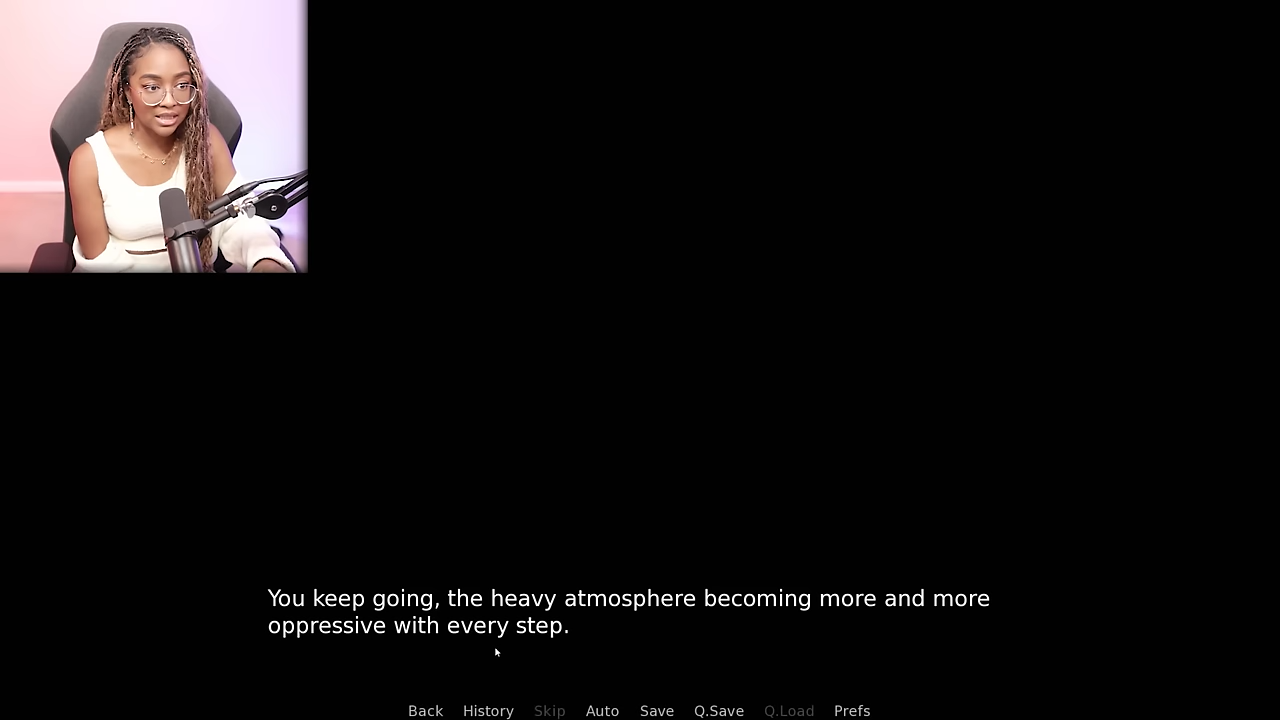 You keep going, the heavy atmosphere becoming more and more
oppressive with every step.
Back History Skip Auto Save Q.Save Q.Load Prefs